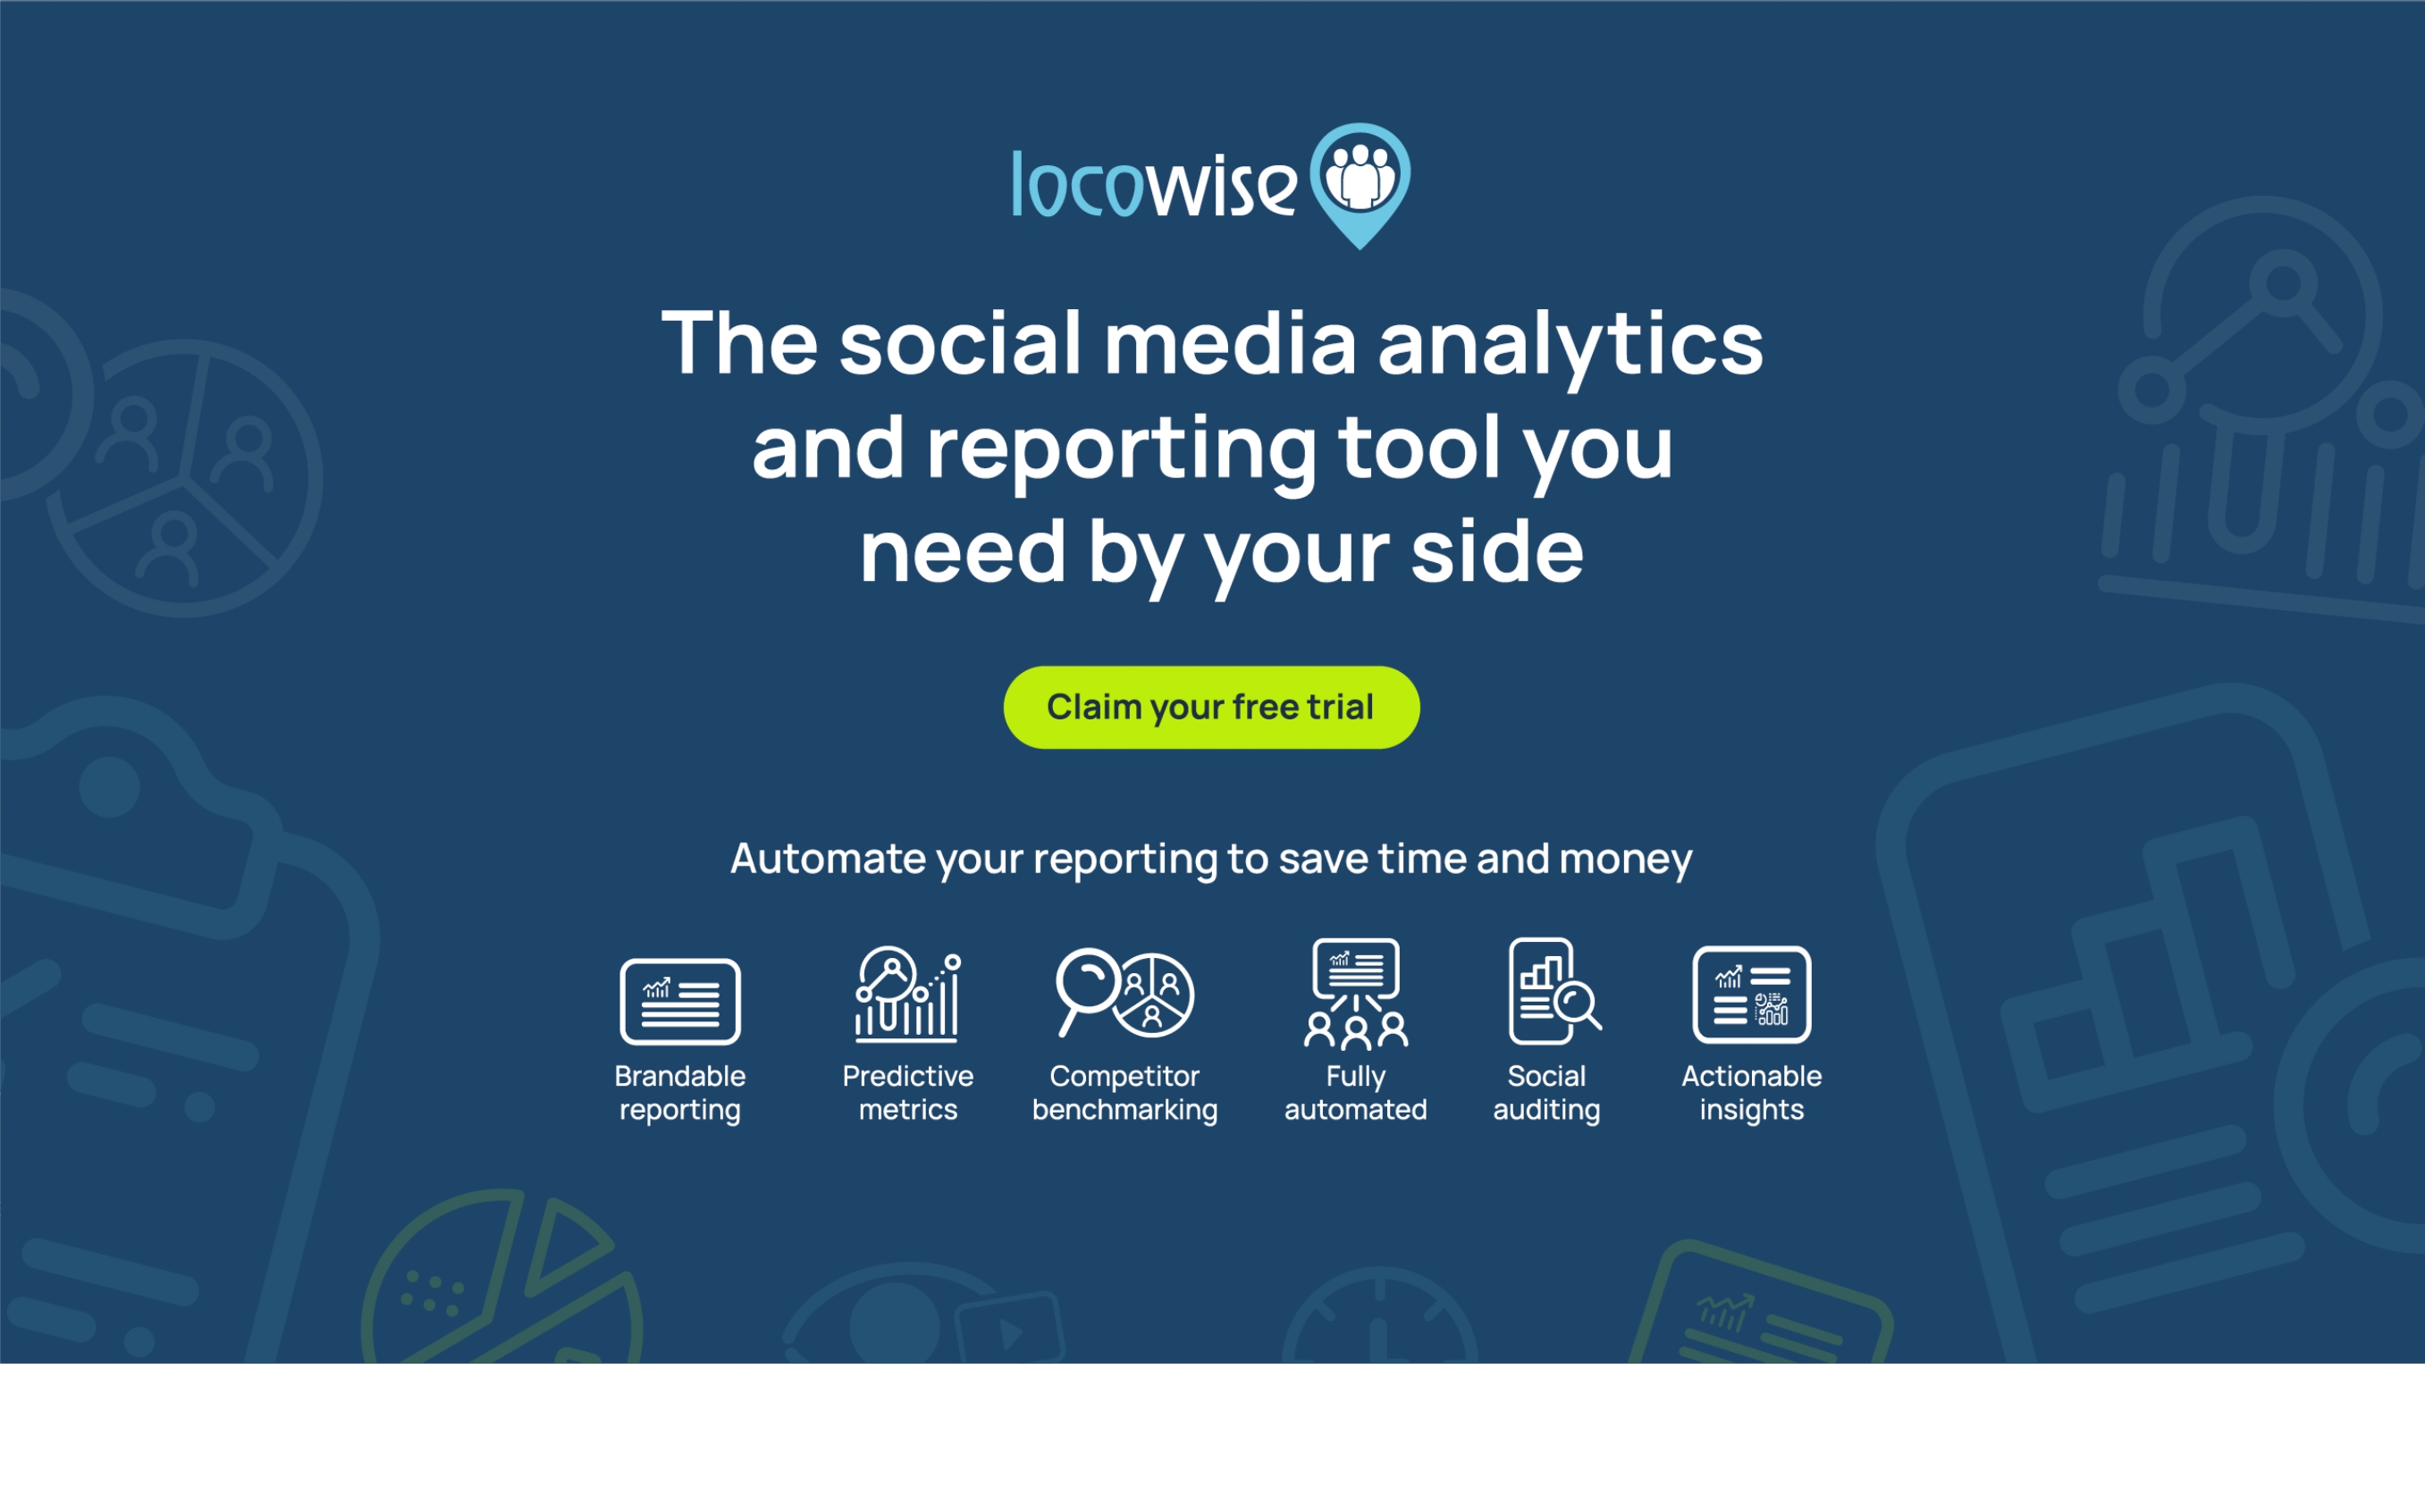 locowise
The social media analytics
and reporting tool you
need by your side
Claim your free trial
Automate your reporting to save time and money
Brandable
reporting
Predictive
metrics
Competitor
benchmarking
Fully
automated
Social
auditing
Actionable
insights